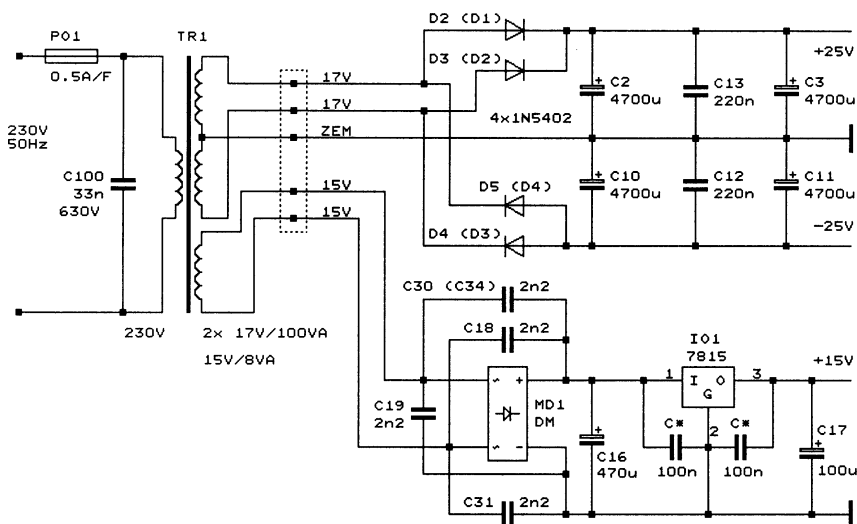 PO1
TR1
D2 (D1)
+25V
D3 (D2)
0.5A/F
17V
C2
4700u
C13
220n
C3
4700u
17V
4x1N5402
230V
50Hz
ZEM
C100
33n
630V
15V
C10
4700u
C12
220n
C11
4700u
D5 (D4)
15V
-25V
D4 (D3)
C30 (C34)
2n2
230V
2x 17V/100VA
C18
2n2
IO1
7815
15V/8VA
+15V
1
I
O
3
G
~
+
MD1
DM
C19
2n2
2
C*
C*
C17
~
-
+
C16
470u
100n
100n
+
100u
C31
2n2